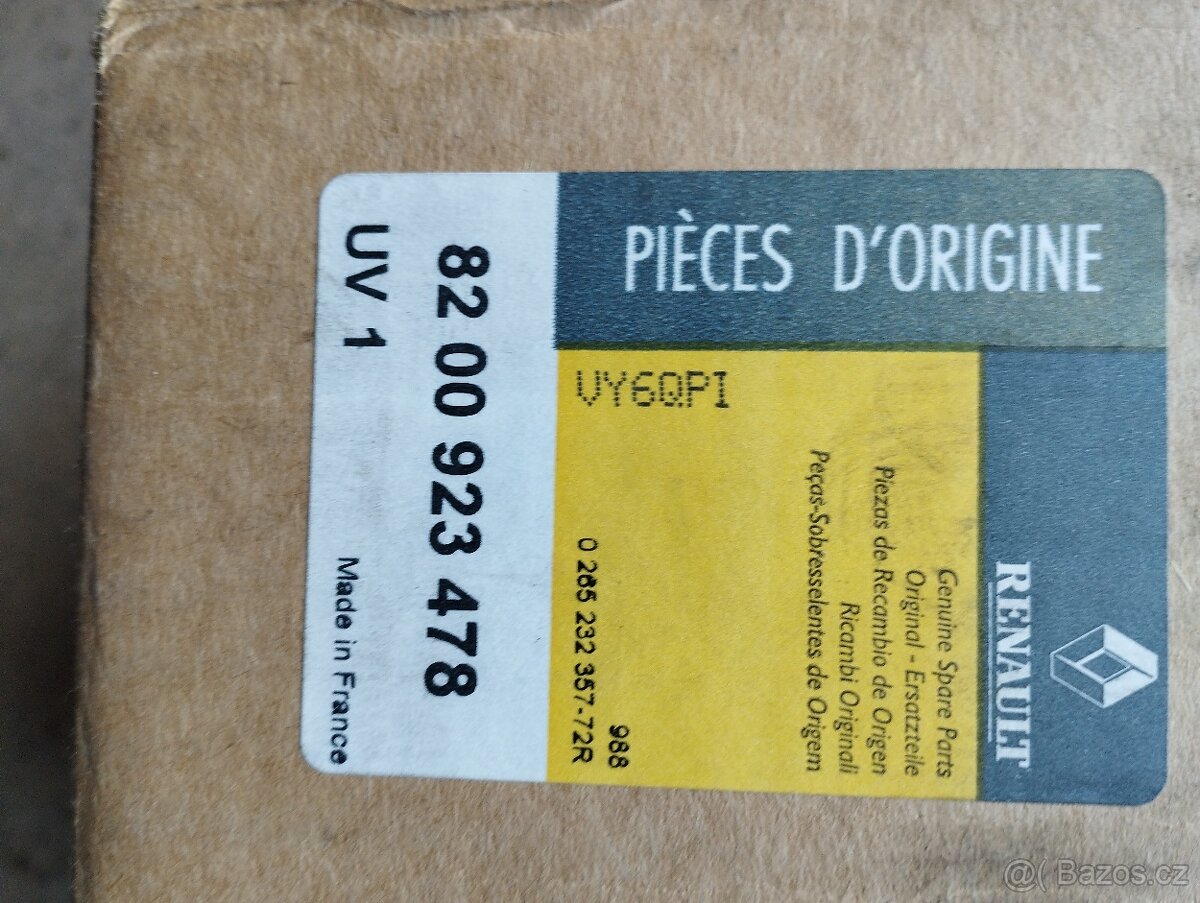 PIÈCES D'ORIGINE
RENAULT
Genuine Spare Parts
Original - Ersatzteile
Piezas de Recambio de Origen
Ricambi Originali
Peças-Sobresselentes de Origem
VY6QPI
988
0 265 232 357-72R
82 00 923 478
UV 1
Made in France
@( Bazos.cz